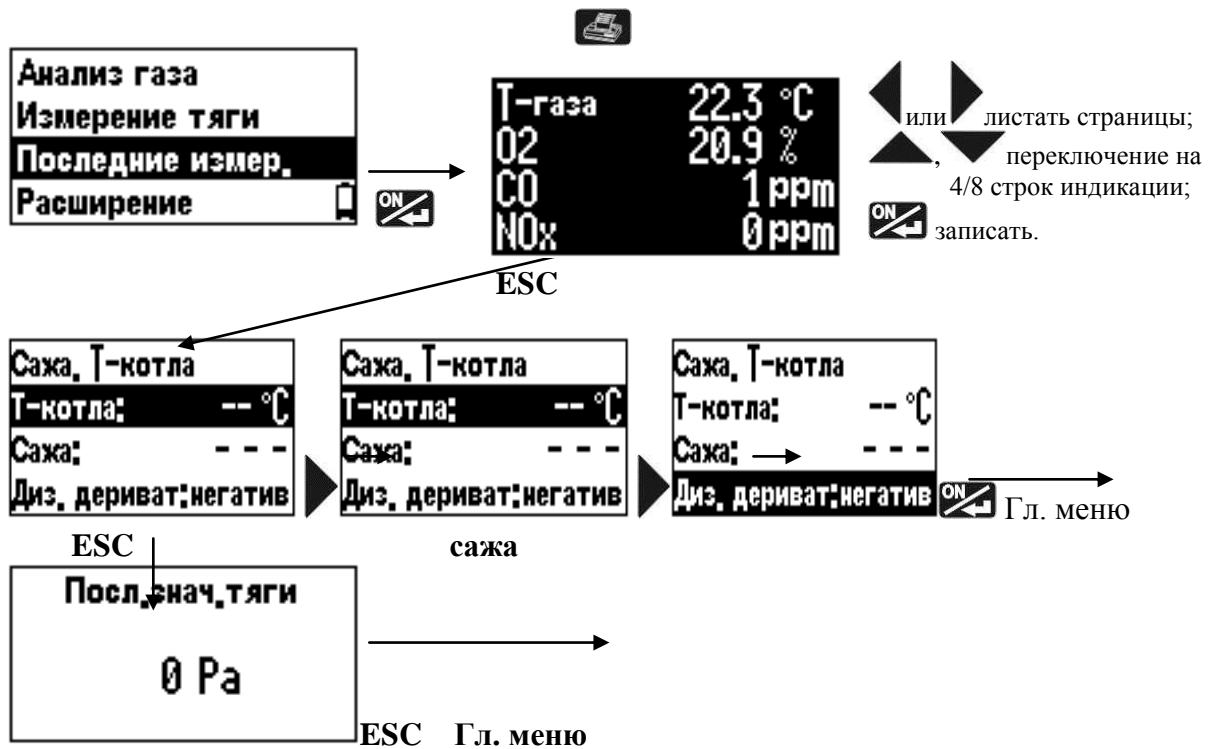 Анализ газа
Измерение тяги
Последние измер.
Расширение
ON
T-газа 22.3 °C
O2 20.9 %
CO 1 ppm
NOx 0 ppm
или листать страницы;
, переключение на
4/8 строк индикации;
ON записать.
ESC
Сажа. Т-котла
Т-котла: -- °C
Сажа: - - -
Диз. дериват:негатив
Сажа. Т-котла
Т-котла: -- °C
Сажа: - - -
Диз. дериват:негатив
Сажа. Т-котла
Т-котла: -- °C
Сажа: - - -
Диз. дериват:негатив
ON Гл. меню
ESC сажа
Посл.знач.тяги
0 Pa
ESC Гл. меню